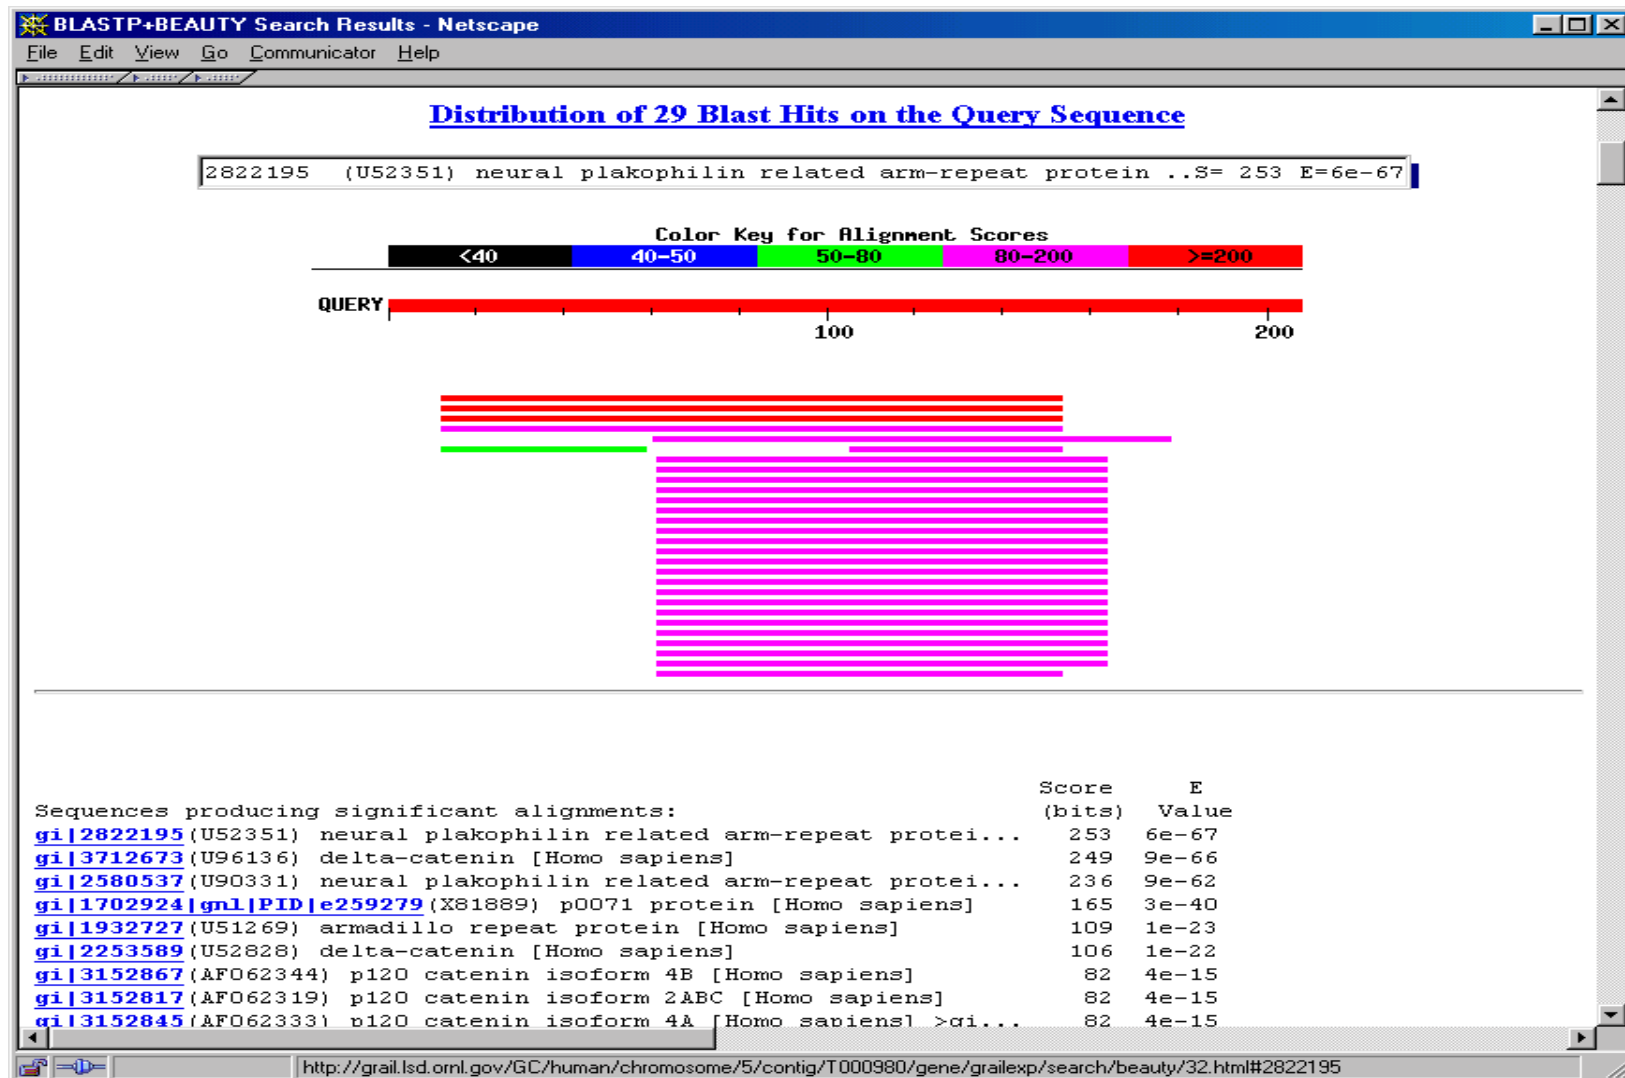 BLASTP+BEAUTY Search Results - Netscape
File Edit View Go Communicator Help
Distribution of 29 Blast Hits on the Query Sequence
2822195 (U52351) neural plakophilin related arm-repeat protein ..S= 253 E=6e-67
Color Key for Alignment Scores
<40 40-50 50-80 80-200 >=200
QUERY
100 200
Score E
Sequences producing significant alignments: (bits) Value
gi|2822195(U52351) neural plakophilin related arm-repeat protei... 253 6e-67
gi|3712673(U96136) delta-catenin [Homo sapiens] 249 9e-66
gi|2580537(U90331) neural plakophilin related arm-repeat protei... 236 9e-62
gi|1702924|gnl|PID|e259279(X81889) p0071 protein [Homo sapiens] 165 3e-40
gi|1932727(U51269) armadillo repeat protein [Homo sapiens] 109 1e-23
gi|2253589(U52828) delta-catenin [Homo sapiens] 106 1e-22
gi|3152867(AF062344) p120 catenin isoform 4B [Homo sapiens] 82 4e-15
gi|3152817(AF062319) p120 catenin isoform 2ABC [Homo sapiens] 82 4e-15
gi|3152845(AF062333) p120 catenin isoform 4A [Homo sapiens] >gi... 82 4e-15
http://grail.lsd.ornl.gov/GC/human/chromosome/5/contig/T000980/gene/grailexp/search/beauty/32.html#2822195